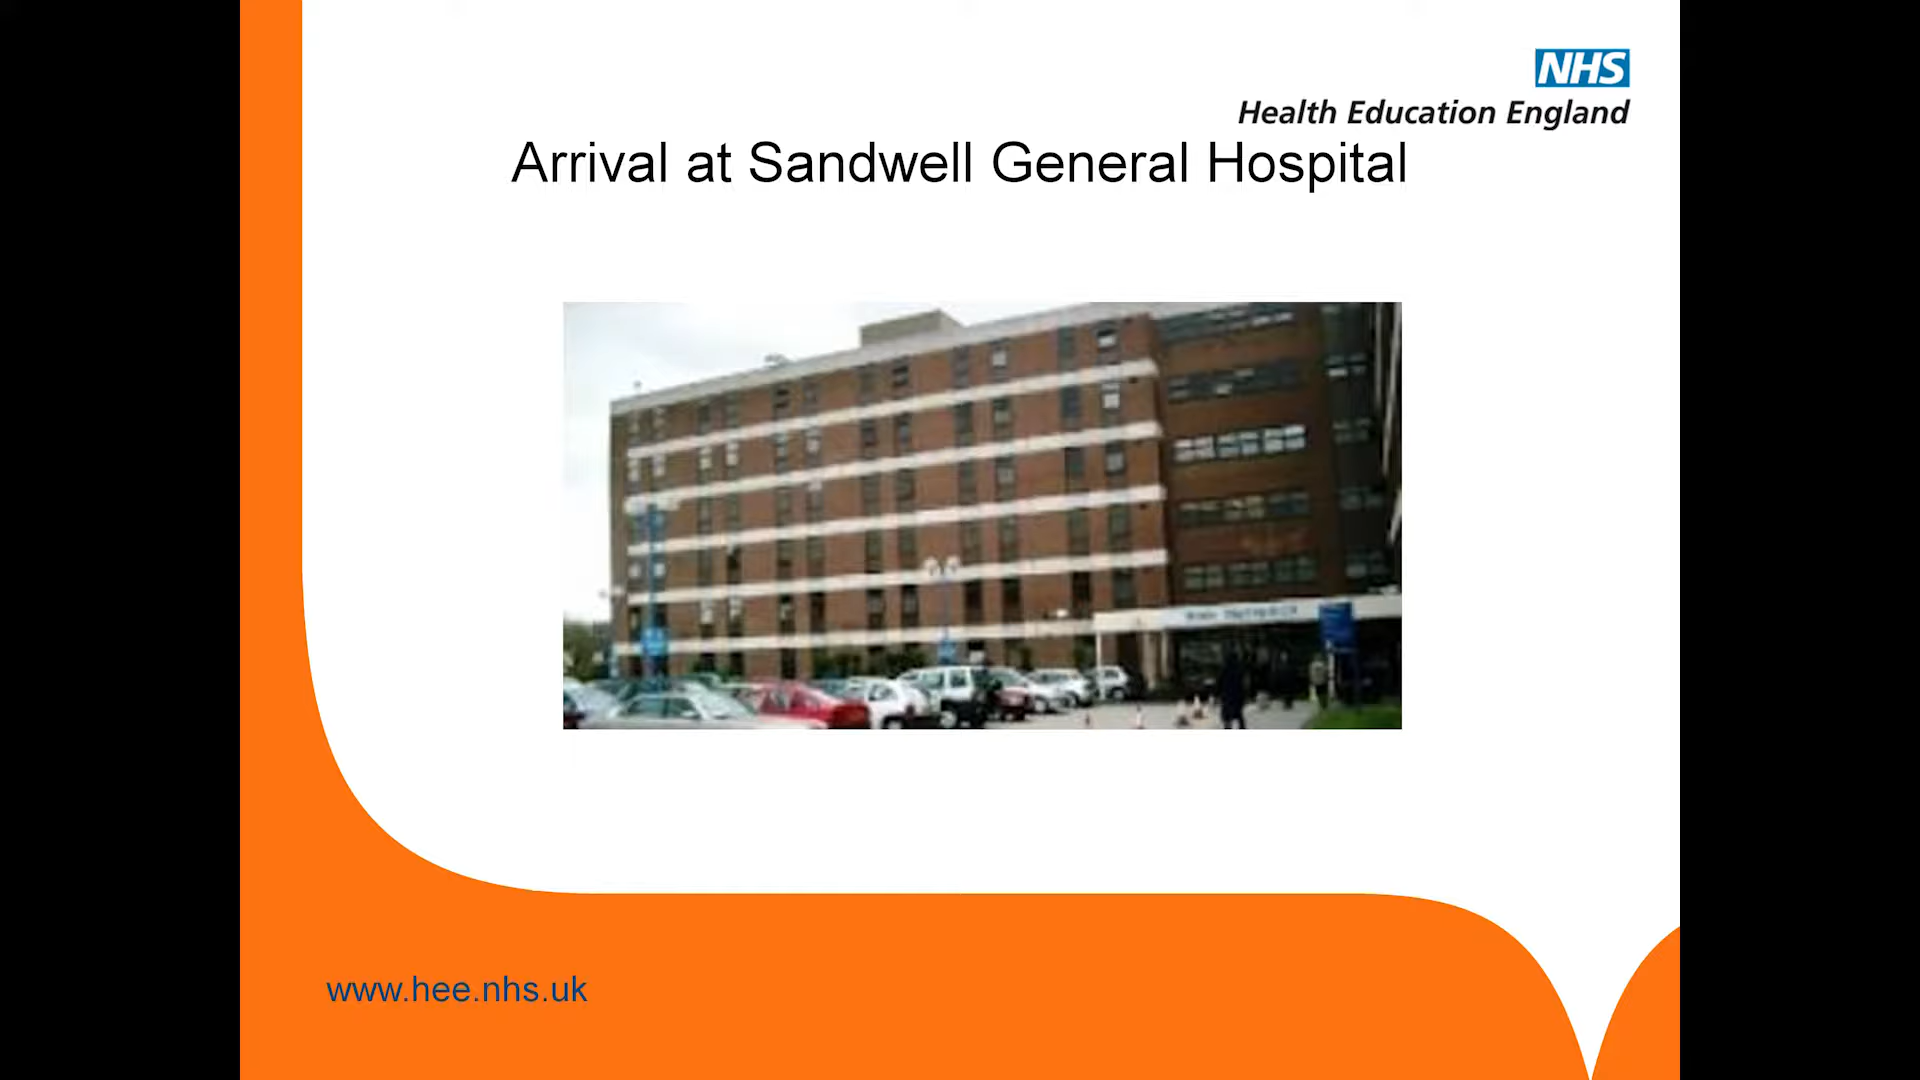 NHS
Health Education England
Arrival at Sandwell General Hospital
www.hee.nhs.uk